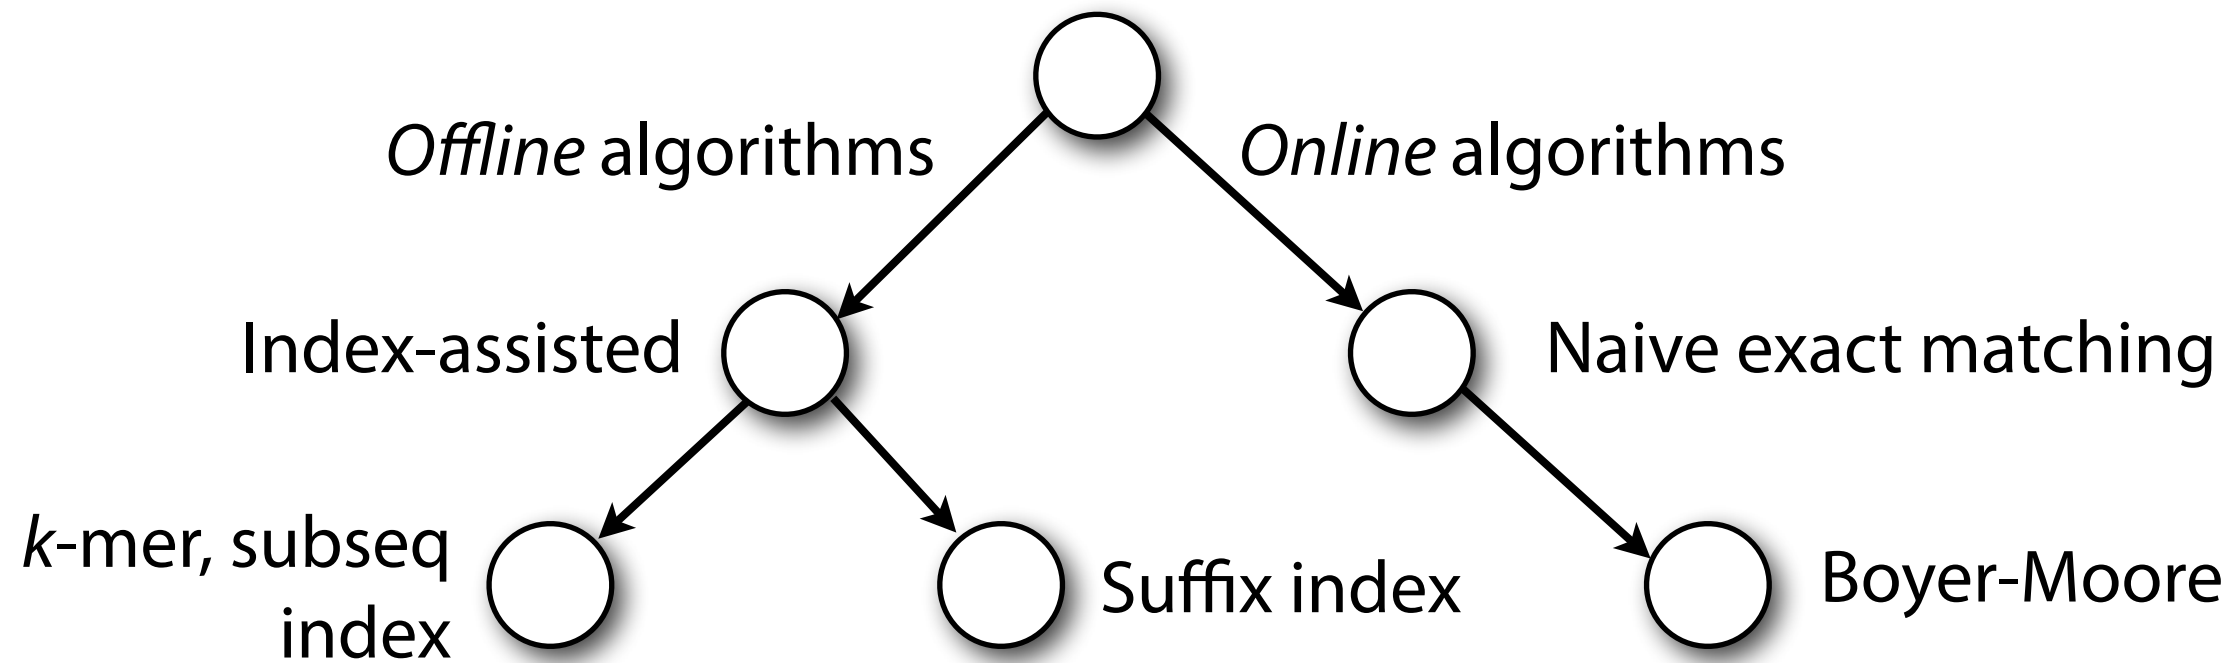 Offline algorithms
Online algorithms
Index-assisted
Naive exact matching
k-mer, subseq
index
Suffix index
Boyer-Moore